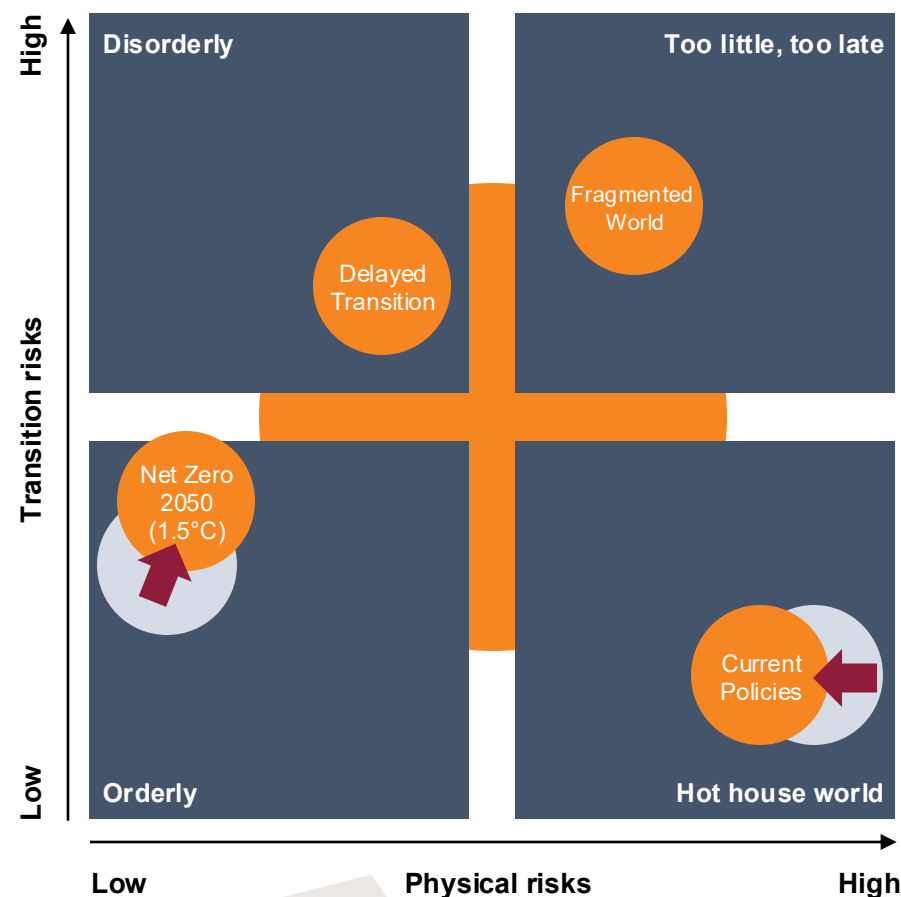 High
Disorderly
Too little, too late
Fragmented
World
Delayed
Transition
Transition risks
Net Zero
2050
(1.5°C)
Current
Policies
Low
Orderly
Hot house world
Low
Physical risks
High